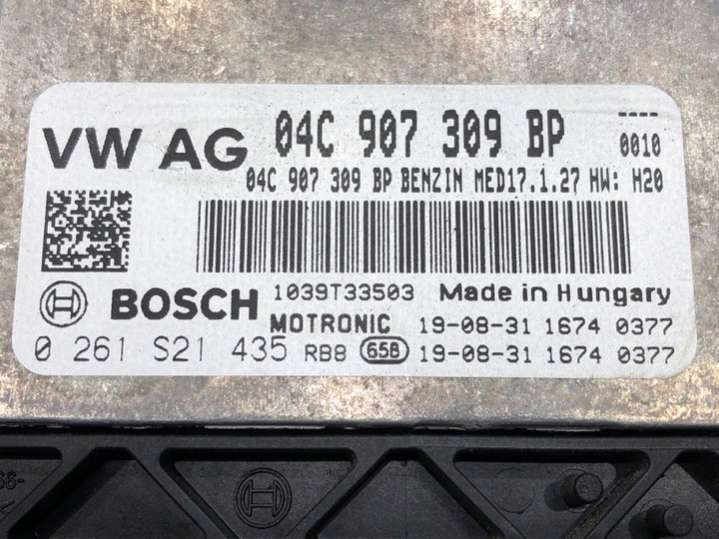 VW AG 04C 907 309 BP ----
0010
04C 907 309 BP BENZIN MED17.1.27 HW: H20
BOSCH 1039T33503 Made in Hungary
MOTRONIC 19-08-31 1674 0377
0 261 S21 435 RB8 658 19-08-31 1674 0377
66-